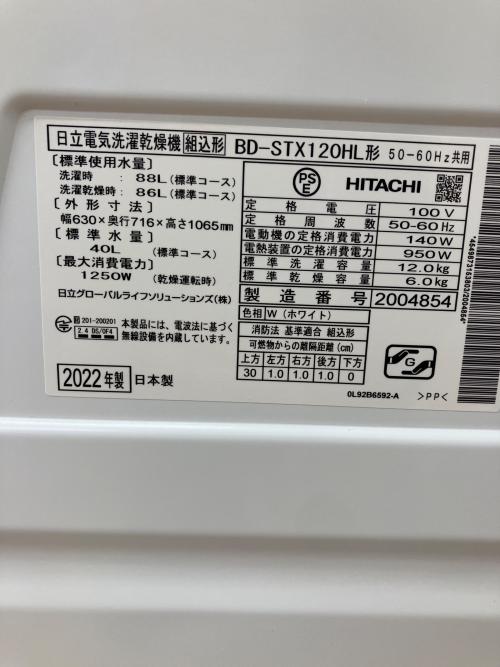 日立電気洗濯乾燥機 組込形 BD-STX120HL形 50-60Hz共用
〔標準使用水量〕
洗濯時 : 88L(標準コース)
洗濯乾燥時 : 86L(標準コース)
〔外形寸法〕
幅630×奥行716×高さ1065mm
〔標準水量〕
40L (標準コース)
〔最大消費電力〕
1250W (乾燥運転時)
日立グローバルライフソリューションズ(株)
PSE HITACHI
定格電圧 100V
定格周波数 50-60Hz
電動機の定格消費電力 140W
電熱装置の定格消費電力 950W
標準洗濯容量 12.0kg
標準乾燥容量 6.0kg
製造番号 2004854
201-200201
2.4 DS/OF4
本製品には、電波法に基づく
無線設備を内蔵しています。
2022年製 日本製
色柄 W (ホワイト)
消防法 基準適合 組込形
可燃物からの離隔距離(cm)
上方 左方 右方 前方 後方 下方
30 1.0 1.0 1.0 1.0 0
G
0L92B6592-A >PP<